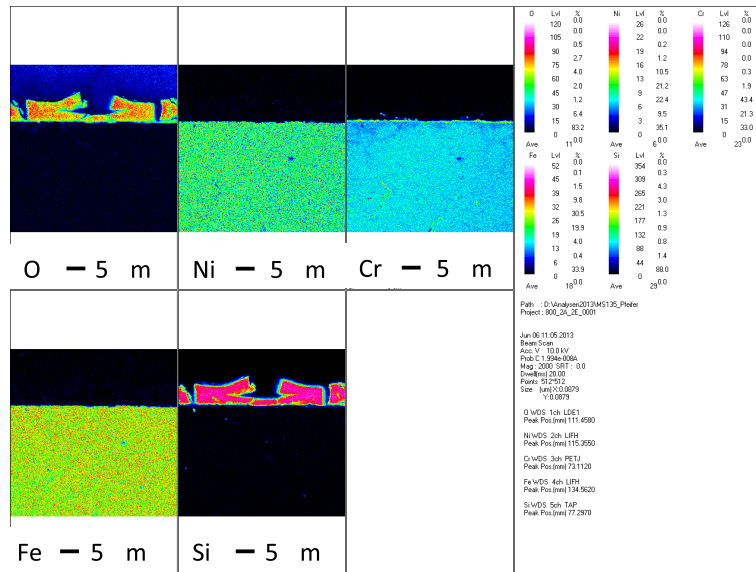 O Lvl % Ni Lvl % Cr Lvl %
120 0.0 26 0.0 126 0.0
105 0.0 22 0.0 110 0.0
0.5 0.2 0.0
90 2.7 19 1.2 94 0.0
75 4.0 16 10.5 78 0.3
60 2.0 13 21.2 63 1.9
45 1.2 9 22.4 47 43.4
30 6.4 6 9.5 31 21.3
15 83.2 3 35.1 15 33.0
0 0.0 0 0.0 0 0.0
Ave 11 Ave 6 Ave 23
Fe Lvl % Si Lvl %
52 0.0 354 0.0
45 0.1 309 0.3
39 1.5 265 4.3
32 9.8 221 3.0
26 30.5 177 1.3
19 19.9 132 0.9
13 4.0 88 0.8
6 0.4 44 1.4
0 33.9 0 88.0
0.0 0.0
Ave 18 Ave 29
O 5 m Ni 5 m Cr 5 m
Path : D:\Analysen2013\MS135_Pfeifer
Project : 800_2A_2E_0001
Jun 06 11:05 2013
Beam Scan
Acc. V 10.0 kV
Prob C 1.994e-008A
Mag : 2000 SRT : 0.0
Dwell(ms) 20.00
Points 512*512
Size (um) X:0.0879
Y:0.0879
O WDS 1ch LDE1
Peak Pos.(mm) 111.4580
Ni WDS 2ch LIFH
Peak Pos.(mm) 115.3550
Cr WDS 3ch PETJ
Peak Pos.(mm) 73.1120
Fe WDS 4ch LIFH
Peak Pos.(mm) 134.5620
Si WDS 5ch TAP
Peak Pos.(mm) 77.2970
Fe 5 m Si 5 m